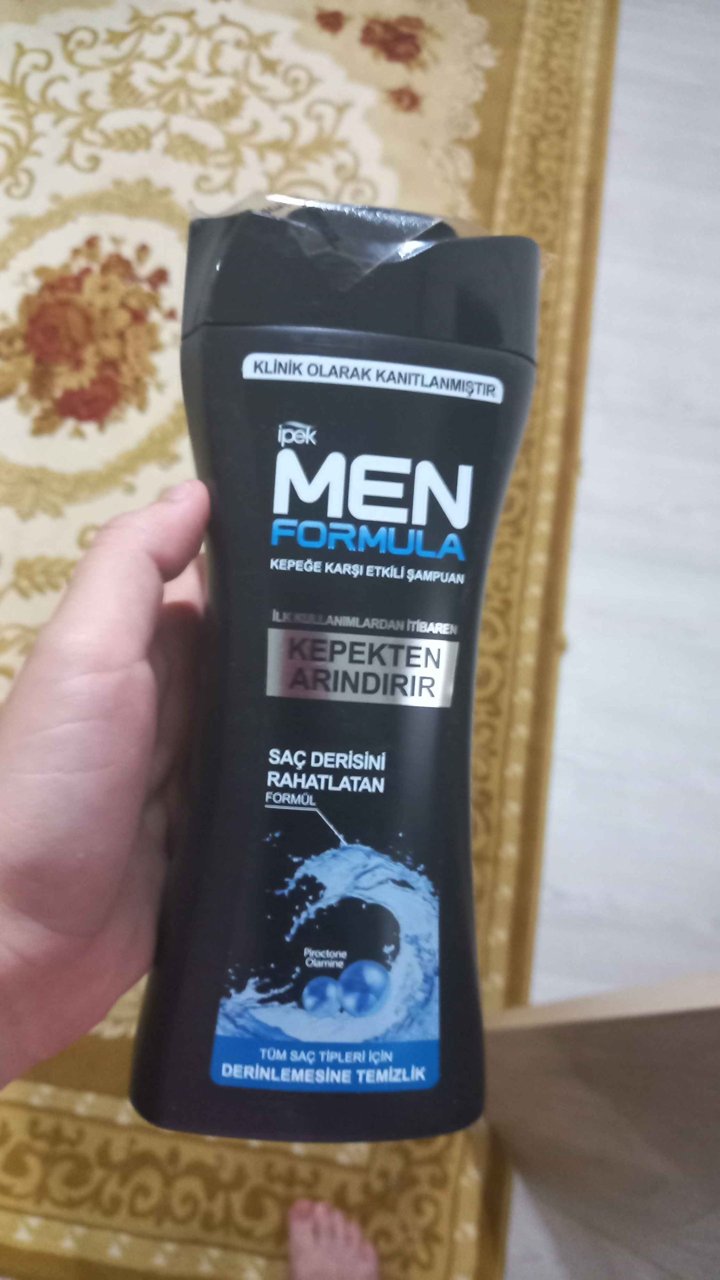 KLİNİK OLARAK KANITLANMIŞTIR
ipek
MEN
FORMULA
KEPEĞE KARŞI ETKİLİ ŞAMPUAN
İLK KULLANIMLARDAN İTİBAREN
KEPEKTEN
ARINDIRIR
SAÇ DERİSİNİ
RAHATLATAN
FORMÜL
Piroctone
Olamine
TÜM SAÇ TİPLERİ İÇİN
DERİNLEMESİNE TEMİZLİK